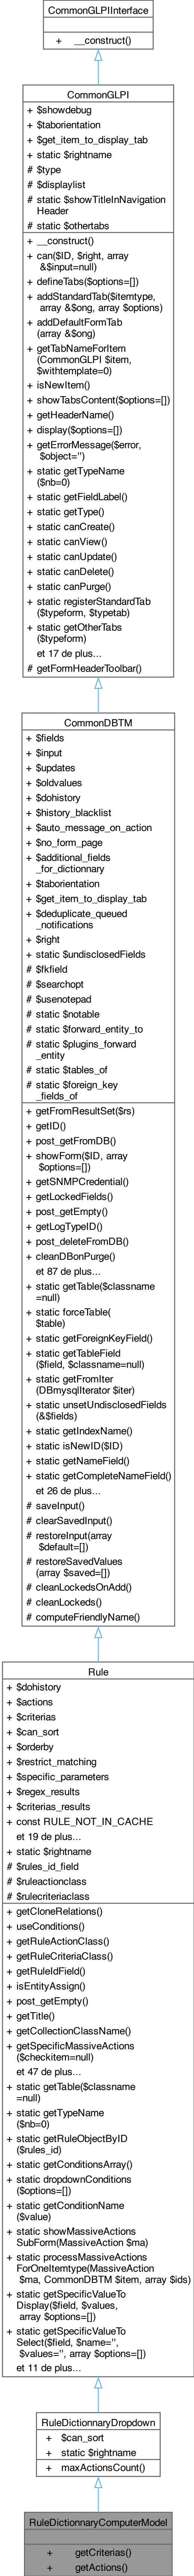 CommonGLPIInterface
+ __construct()
CommonGLPI
+ $showdebug
+ $taborientation
+ $get_item_to_display_tab
+ static $rightname
# $type
# $displaylist
# static $showTitleInNavigation
Header
# static $othertabs
+ __construct()
+ can($ID, $right, array
&$input=null)
+ defineTabs($options=[])
+ addStandardTab($itemtype,
array &$ong, array $options)
+ addDefaultFormTab
(array &$ong)
+ getTabNameForItem
(CommonGLPI $item,
$withtemplate=0)
+ isNewItem()
+ showTabsContent($options=[])
+ getHeaderName()
+ display($options=[])
+ getErrorMessage($error,
$object='')
+ static getTypeName
($nb=0)
+ static getFieldLabel()
+ static getType()
+ static canCreate()
+ static canView()
+ static canUpdate()
+ static canDelete()
+ static canPurge()
+ static registerStandardTab
($typeform, $typetab)
+ static getOtherTabs
($typeform)
et 17 de plus...
# getFormHeaderToolbar()
CommonDBTM
+ $fields
+ $input
+ $updates
+ $oldvalues
+ $dohistory
+ $history_blacklist
+ $auto_message_on_action
+ $no_form_page
+ $additional_fields
_for_dictionnary
+ $taborientation
+ $get_item_to_display_tab
+ $deduplicate_queued
_notifications
+ $right
+ static $undisclosedFields
# $fkfield
# $searchopt
# $usenotepad
# static $notable
# static $forward_entity_to
# static $plugins_forward
_entity
# static $tables_of
# static $foreign_key
_fields_of
+ getFromResultSet($rs)
+ getID()
+ post_getFromDB()
+ showForm($ID, array
$options=[])
+ getSNMPCredential()
+ getLockedFields()
+ post_getEmpty()
+ getLogTypeID()
+ post_deleteFromDB()
+ cleanDBonPurge()
et 87 de plus...
+ static getTable($classname
=null)
+ static forceTable(
$table)
+ static getForeignKeyField()
+ static getTableField
($field, $classname=null)
+ static getFromIter
(DBmysqlIterator $iter)
+ static unsetUndisclosedFields
(&$fields)
+ static getIndexName()
+ static isNewID($ID)
+ static getNameField()
+ static getCompleteNameField()
et 26 de plus...
# saveInput()
# clearSavedInput()
# restoreInput(array
$default=[])
# restoreSavedValues
(array $saved=[])
# cleanLockedsOnAdd()
# cleanLockeds()
# computeFriendlyName()
Rule
+ $dohistory
+ $actions
+ $criterias
+ $can_sort
+ $orderby
+ $restrict_matching
+ $specific_parameters
+ $regex_results
+ $criterias_results
+ const RULE_NOT_IN_CACHE
et 19 de plus...
+ static $rightname
# $rules_id_field
# $ruleactionclass
# $rulecriteriaclass
+ getCloneRelations()
+ useConditions()
+ getRuleActionClass()
+ getRuleCriteriaClass()
+ getRuleIdField()
+ isEntityAssign()
+ post_getEmpty()
+ getTitle()
+ getCollectionClassName()
+ getSpecificMassiveActions
($checkitem=null)
et 47 de plus...
+ static getTable($classname
=null)
+ static getTypeName
($nb=0)
+ static getRuleObjectByID
($rules_id)
+ static getConditionsArray()
+ static dropdownConditions
($options=[])
+ static getConditionName
($value)
+ static showMassiveActions
SubForm(MassiveAction $ma)
+ static processMassiveActions
ForOneItemtype(MassiveAction
$ma, CommonDBTM $item, array $ids)
+ static getSpecificValueTo
Display($field, $values,
array $options=[])
+ static getSpecificValueTo
Select($field, $name='',
$values='', array $options=[])
et 11 de plus...
RuleDictionnaryDropdown
+ $can_sort
+ static $rightname
+ maxActionsCount()
RuleDictionnaryComputerModel
+ getCriterias()
+ getActions()